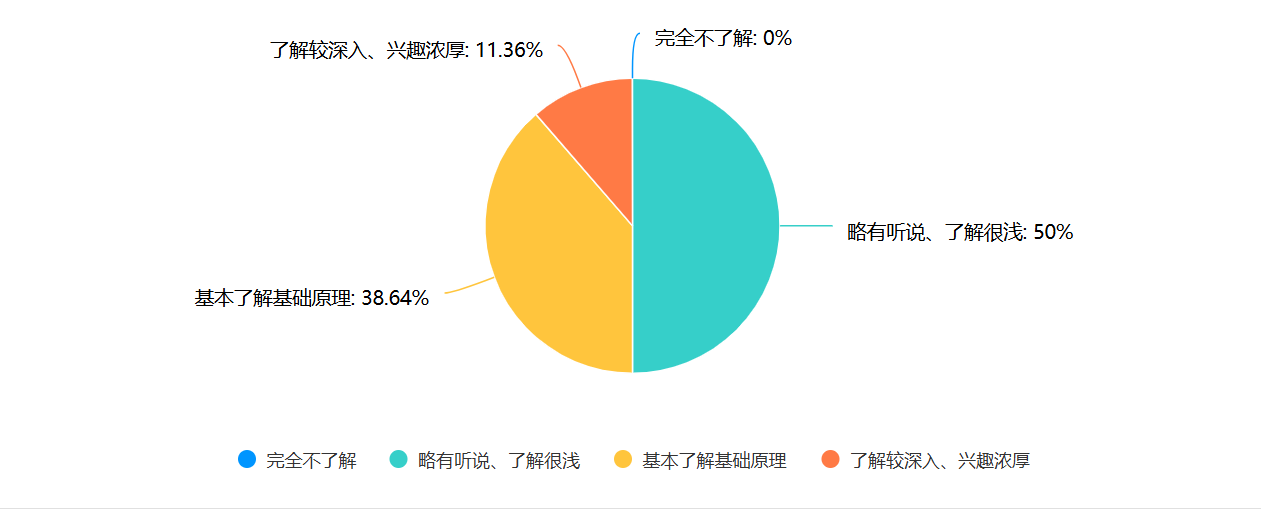 完全不了解: 0%
了解较深入、兴趣浓厚: 11.36%
略有听说、了解很浅: 50%
基本了解基础原理: 38.64%
完全不了解 略有听说、了解很浅 基本了解基础原理 了解较深入、兴趣浓厚